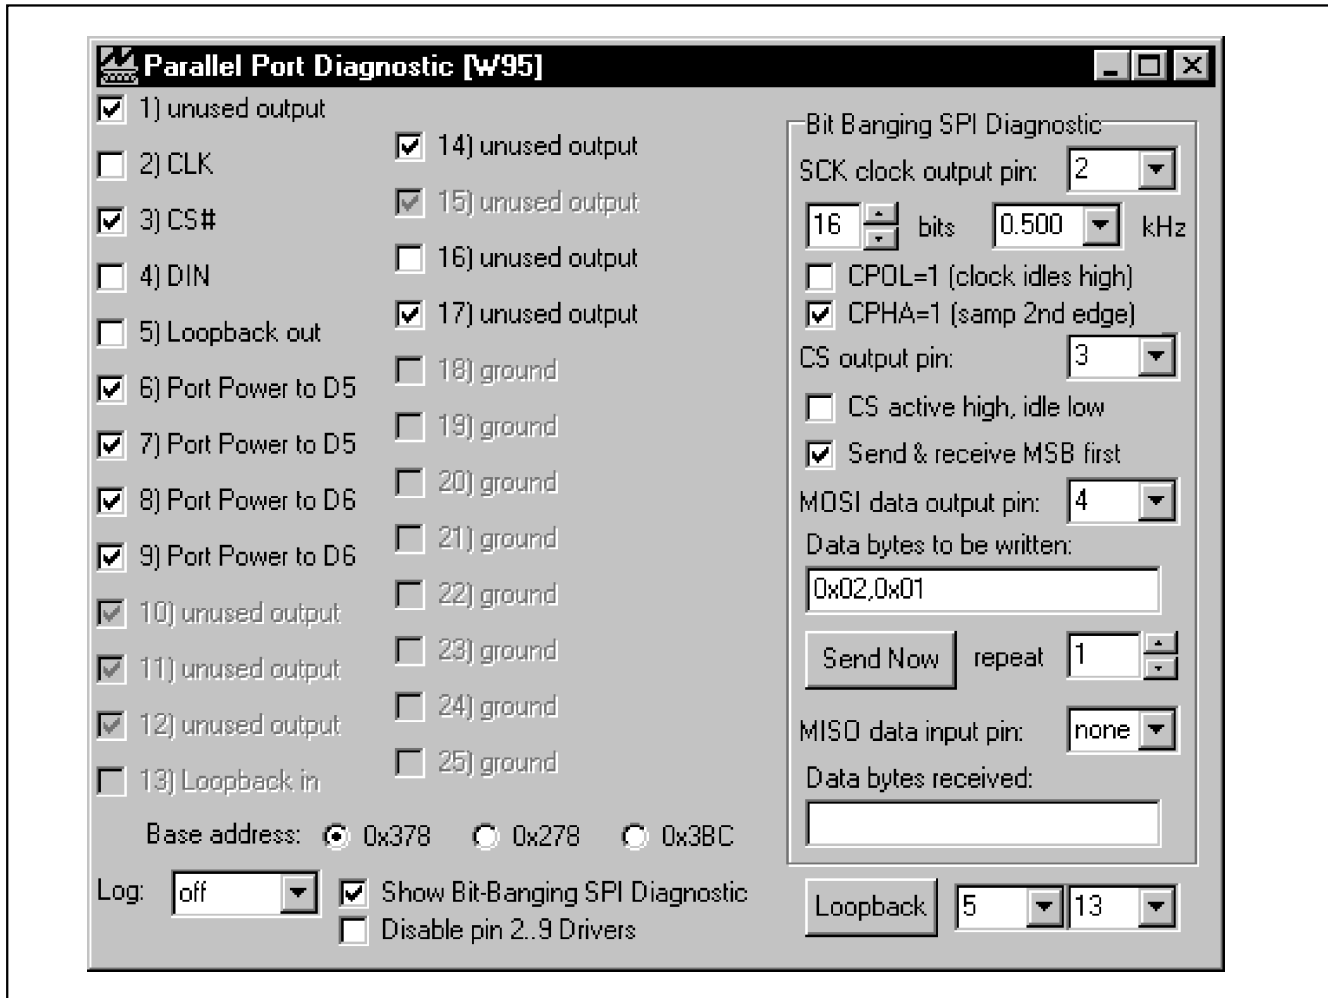 Parallel Port Diagnostic [W95]
1) unused output
2) CLK
3) CS#
4) DIN
5) Loopback out
6) Port Power to D5
7) Port Power to D5
8) Port Power to D6
9) Port Power to D6
10) unused output
11) unused output
12) unused output
13) Loopback in
14) unused output
15) unused output
16) unused output
17) unused output
18) ground
19) ground
20) ground
21) ground
22) ground
23) ground
24) ground
25) ground
Base address: 0x378 0x278 0x3BC
Log: off
Show Bit-Banging SPI Diagnostic
Disable pin 2..9 Drivers
Bit Banging SPI Diagnostic
SCK clock output pin: 2
16 bits 0.500 kHz
CPOL=1 (clock idles high)
CPHA=1 (samp 2nd edge)
CS output pin: 3
CS active high, idle low
Send & receive MSB first
MOSI data output pin: 4
Data bytes to be written:
0x02,0x01
Send Now repeat 1
MISO data input pin: none
Data bytes received:
Loopback 5 13